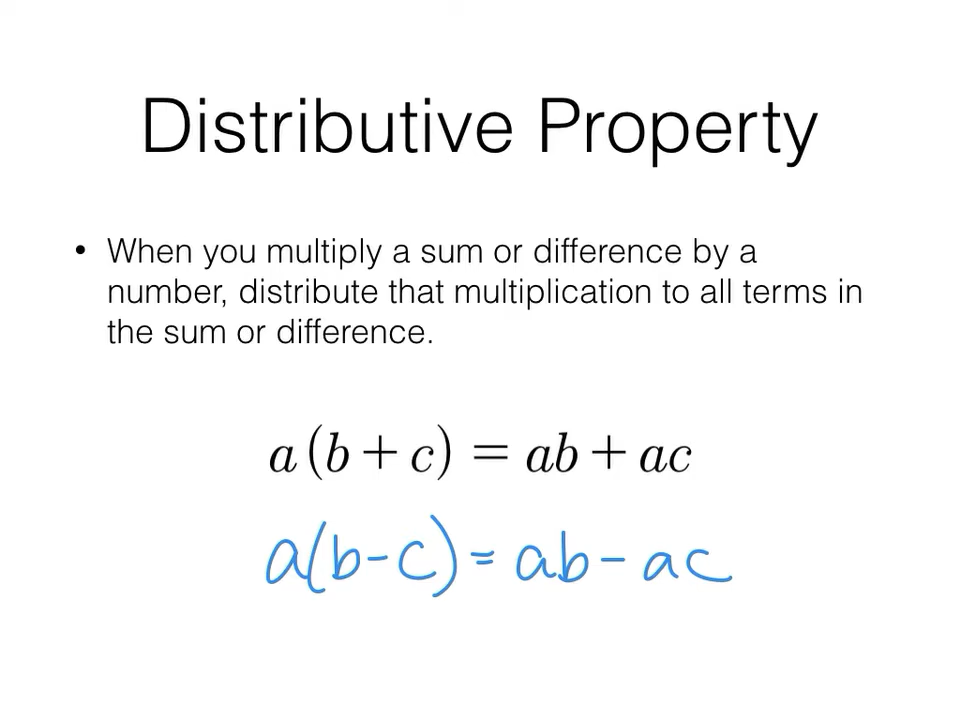 Distributive Property
• When you multiply a sum or difference by a
number, distribute that multiplication to all terms in
the sum or difference.
a(b + c) = ab + ac
a(b-c) = ab - ac